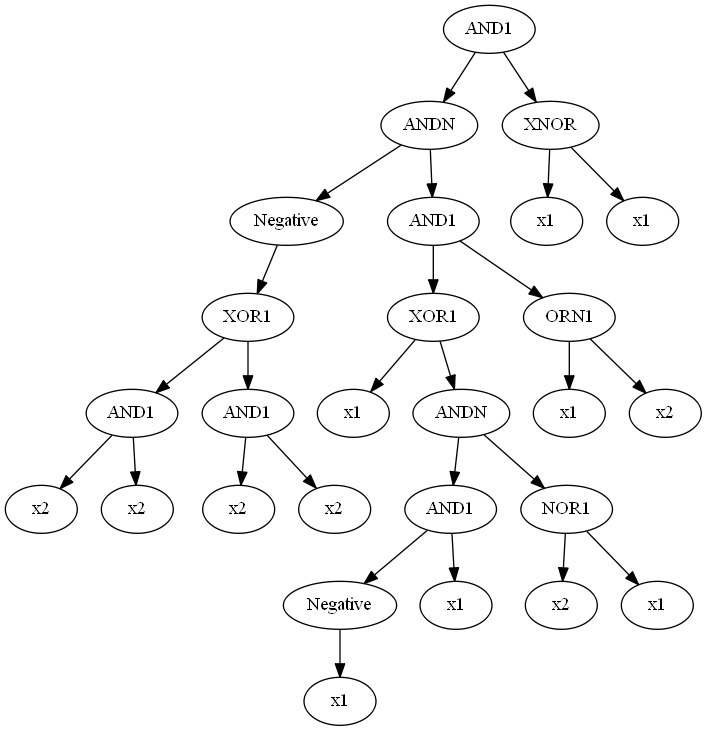 AND1
ANDN XNOR
Negative AND1 x1 x1
XOR1 XOR1 ORN1
AND1 AND1 x1 ANDN x1 x2
x2 x2 x2 x2 AND1 NOR1
Negative x1 x2 x1
x1